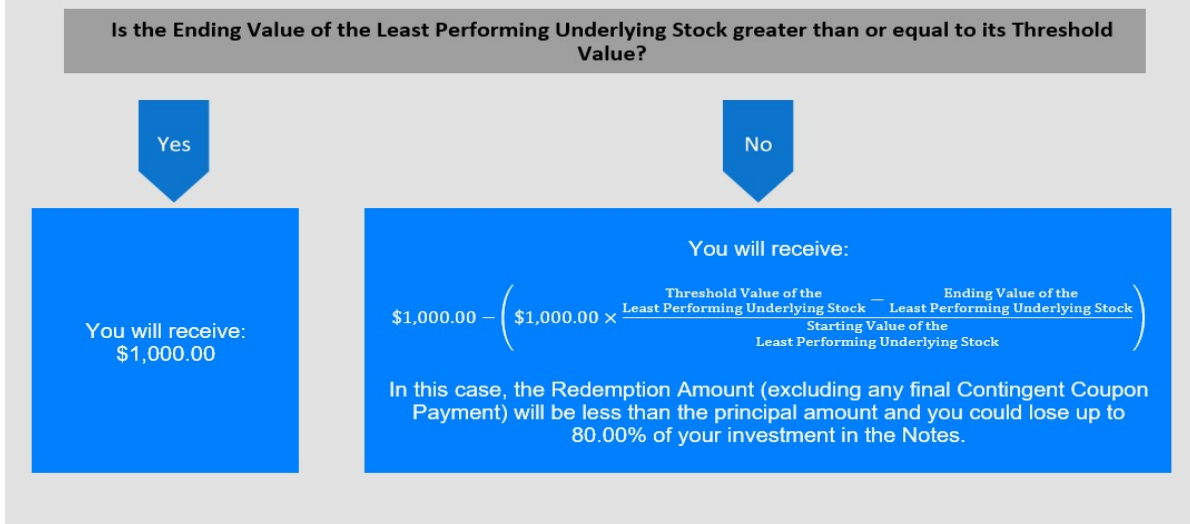 Is the Ending Value of the Least Performing Underlying Stock greater than or equal to its Threshold
Value?
Yes
No
You will receive:
$1,000.00
You will receive:
$1,000.00 − ( $1,000.00 × (Threshold Value of the Least Performing Underlying Stock − Ending Value of the Least Performing Underlying Stock) / Starting Value of the Least Performing Underlying Stock )
In this case, the Redemption Amount (excluding any final Contingent Coupon
Payment) will be less than the principal amount and you could lose up to
80.00% of your investment in the Notes.